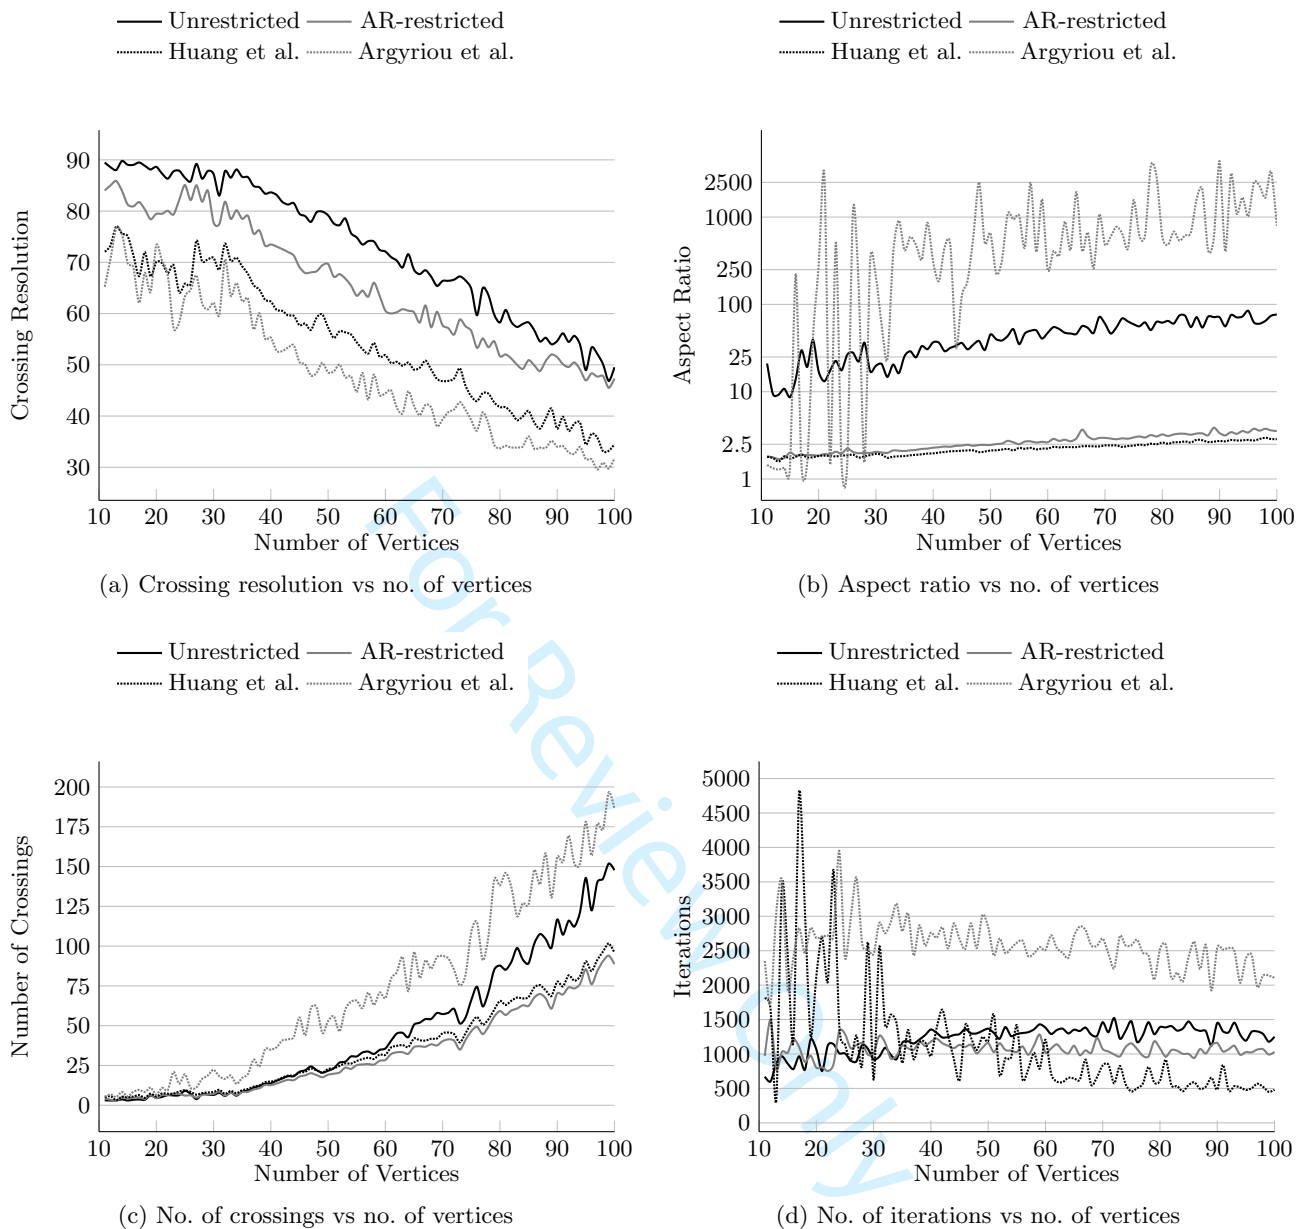 Unrestricted AR-restricted
Huang et al. Argyriou et al.
Crossing Resolution
90
80
70
60
50
40
30
10 20 30 40 50 60 70 80 90 100
Number of Vertices
(a) Crossing resolution vs no. of vertices
Unrestricted AR-restricted
Huang et al. Argyriou et al.
Aspect Ratio
2500
1000
250
100
25
10
2.5
1
10 20 30 40 50 60 70 80 90 100
Number of Vertices
(b) Aspect ratio vs no. of vertices
Unrestricted AR-restricted
Huang et al. Argyriou et al.
Number of Crossings
200
175
150
125
100
75
50
25
0
10 20 30 40 50 60 70 80 90 100
Number of Vertices
(c) No. of crossings vs no. of vertices
Unrestricted AR-restricted
Huang et al. Argyriou et al.
Iterations
5000
4500
4000
3500
3000
2500
2000
1500
1000
500
0
10 20 30 40 50 60 70 80 90 100
Number of Vertices
(d) No. of iterations vs no. of vertices
For Review Only